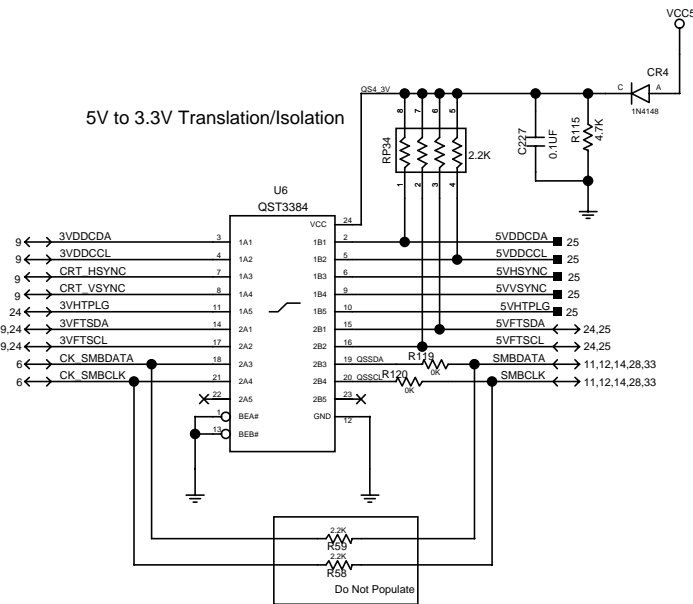 VCC5
CR4
C
A
1N4148
QS4_3V
5V to 3.3V Translation/Isolation
8
7
6
5
RP34
2.2K
1
2
3
4
C227
0.1UF
R115
4.7K
U6
QST3384
VCC 24
9 3VDDCDA 3 1A1 1B1 2 5VDDCDA 25
9 3VDDCCL 4 1A2 1B2 5 5VDDCCL 25
9 CRT_HSYNC 7 1A3 1B3 6 5VHSYNC 25
9 CRT_VSYNC 8 1A4 1B4 9 5VVSYNC 25
24 3VHTPLG 11 1A5 1B5 10 5VHTPLG 25
9,24 3VFTSDA 14 2A1 2B1 15 5VFTSDA 24,25
9,24 3VFTSCL 17 2A2 2B2 16 5VFTSCL 24,25
6 CK_SMBDATA 18 2A3 2B3 19 QSSDA R119 0K SMBDATA 11,12,14,28,33
6 CK_SMBCLK 21 2A4 2B4 20 QSSCL R120 0K SMBCLK 11,12,14,28,33
22 2A5 2B5 23
1 BEA# GND 12
13 BEB#
2.2K
R59
2.2K
R58
Do Not Populate